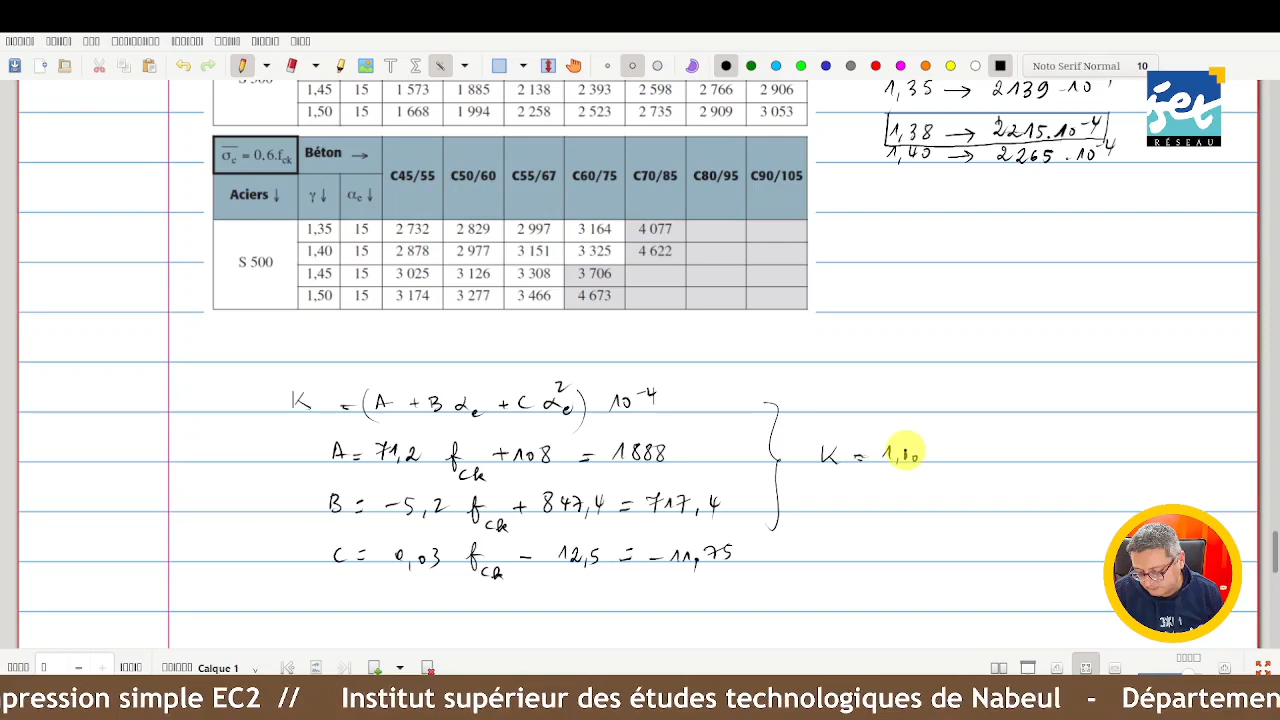 Noto Serif Normal 10
S 500
1,45 15 1 573 1 885 2 138 2 393 2 598 2 766 2 906
1,50 15 1 668 1 994 2 258 2 523 2 735 2 909 3 053
1,35 → 2139 · 10
1,38 → 2215.10⁻⁴
1,40 → 2265 . 10⁻⁴
iset
RÉSEAU
σc = 0.6.fck Béton → C45/55 C50/60 C55/67 C60/75 C70/85 C80/95 C90/105
Aciers ↓ γ ↓ αe ↓
S 500
1,35 15 2 732 2 829 2 997 3 164 4 077
1,40 15 2 878 2 977 3 151 3 325 4 622
1,45 15 3 025 3 126 3 308 3 706
1,50 15 3 174 3 277 3 466 4 673
K = (A + B αe + C αe²) 10⁻⁴
A = 71,2 fck + 108 = 1888
B = -5,2 fck + 847,4 = 717,4
C = 0,03 fck - 12,5 = -11,75
K =
Calque 1
mpression simple EC2 // Institut supérieur des études technologiques de Nabeul - Départemen